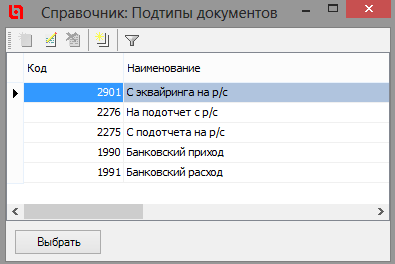 Справочник: Подтипы документов
Код Наименование
2901 С эквайринга на р/с
2276 На подотчет с р/с
2275 С подотчета на р/с
1990 Банковский приход
1991 Банковский расход
Выбрать